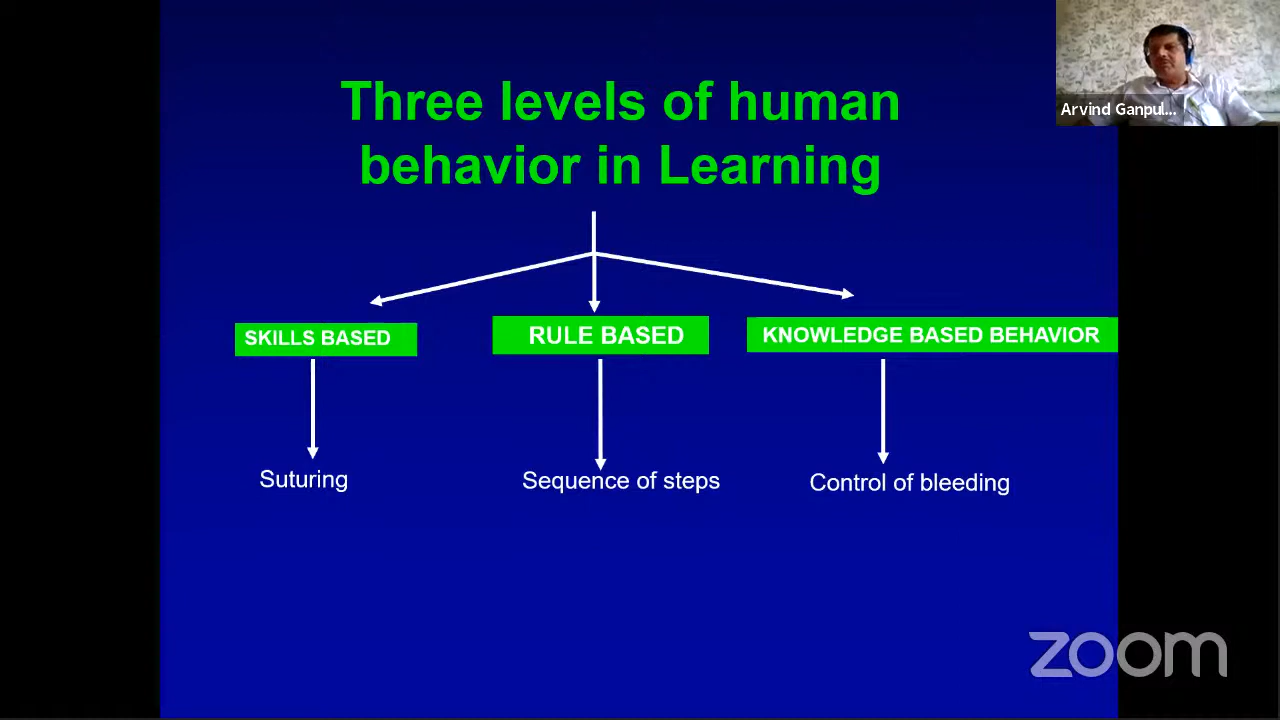 Three levels of human
behavior in Learning
SKILLS BASED
RULE BASED
KNOWLEDGE BASED BEHAVIOR
Suturing
Sequence of steps
Control of bleeding
Arvind Ganpul...
zoom